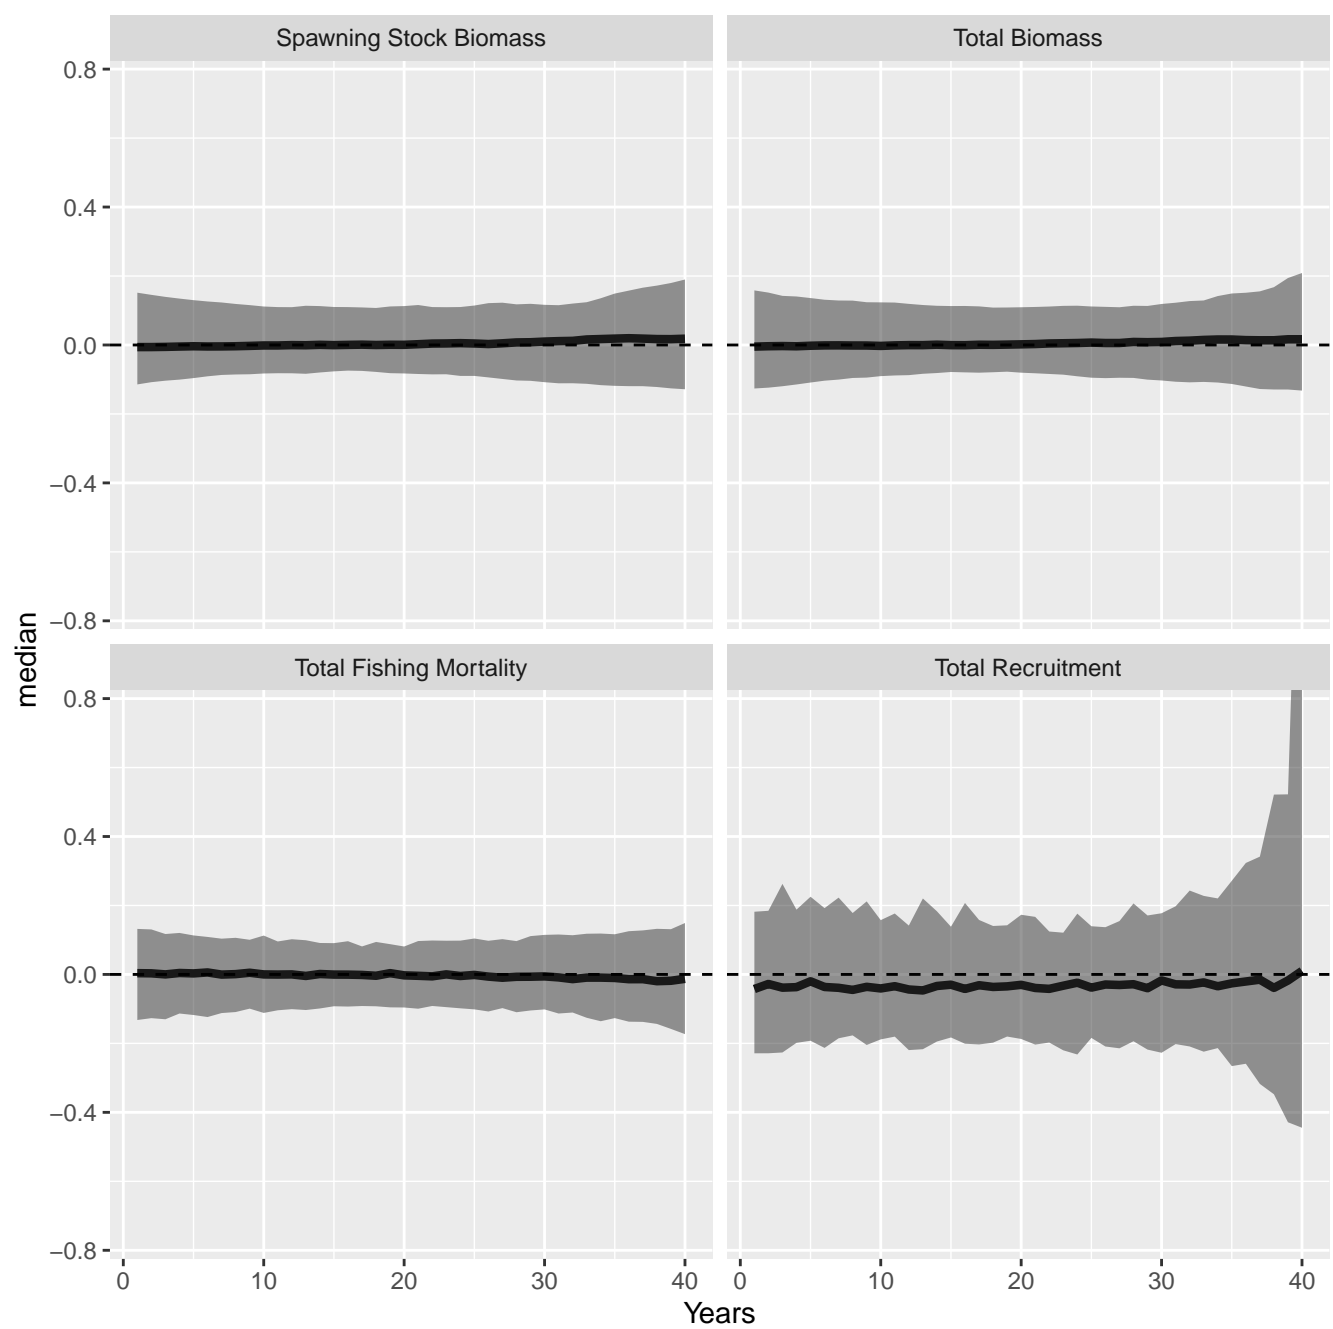 Spawning Stock Biomass
Total Biomass
0.8
0.4
0.0
−0.4
−0.8
Total Fishing Mortality
Total Recruitment
0.8
0.4
0.0
−0.4
−0.8
0 10 20 30 40
0 10 20 30 40
Years
median